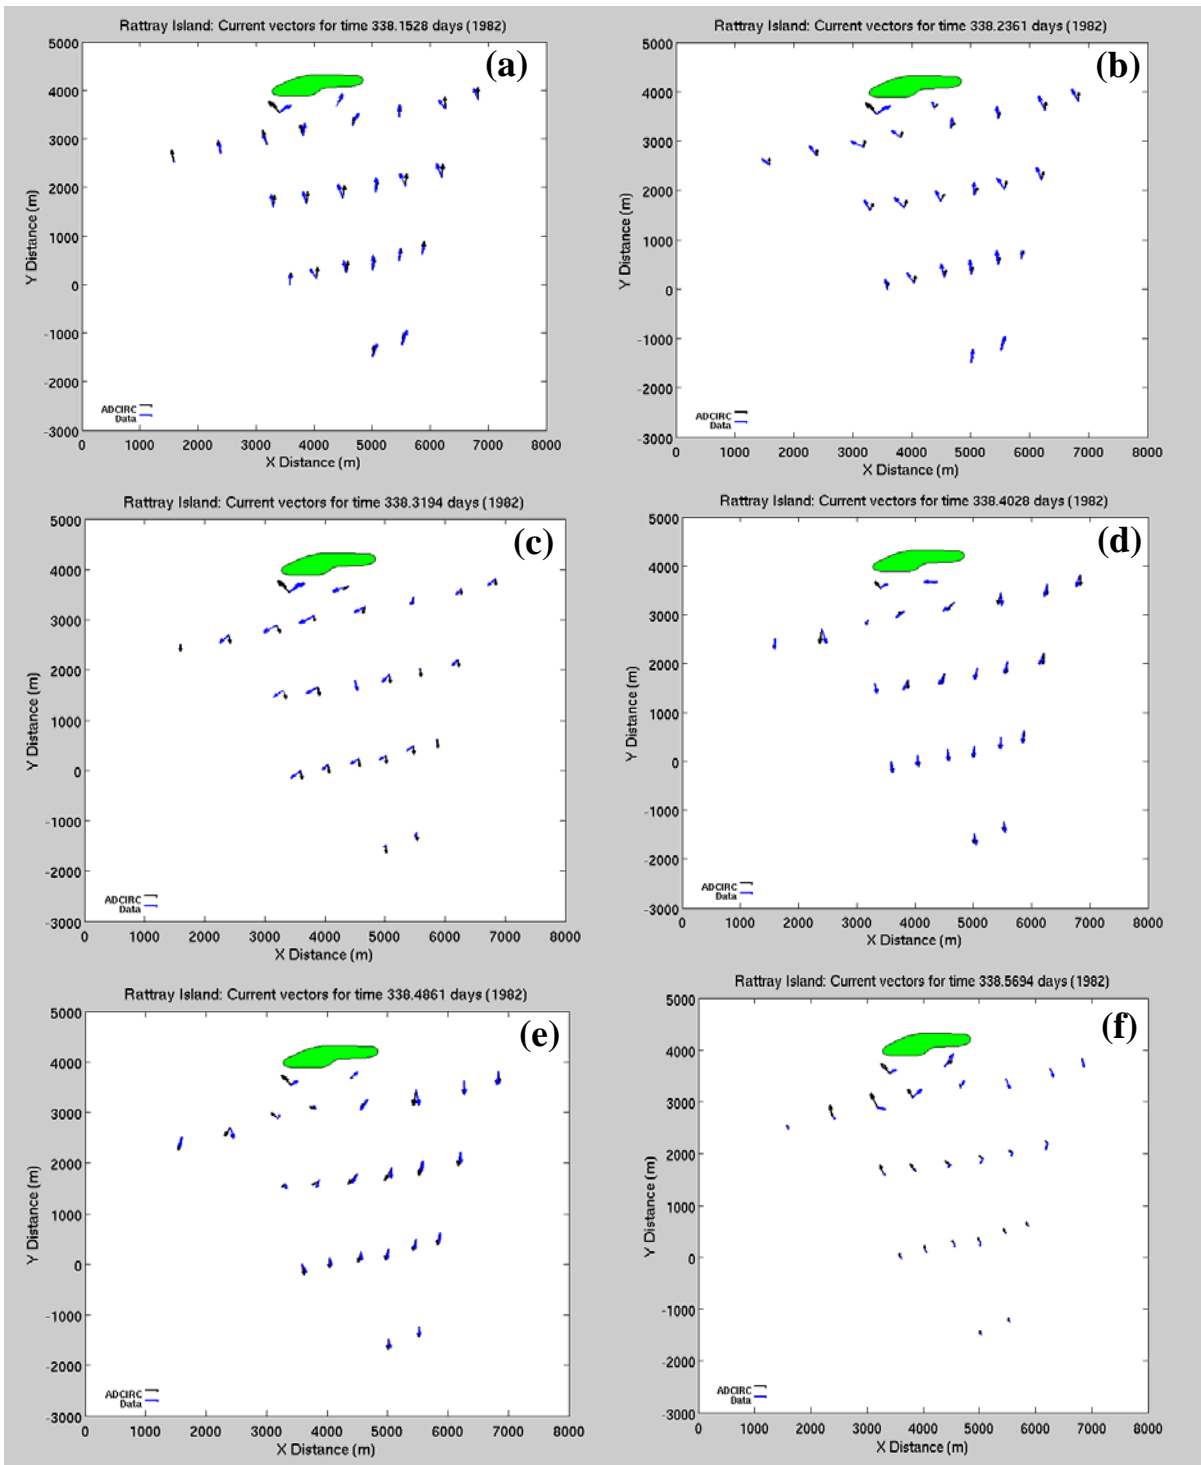 Rattray Island: Current vectors for time 338.1528 days (1982)
(a)
5000
4000
3000
2000
1000
0
-1000
-2000
-3000
Y Distance (m)
ADCIRC
Data
0 1000 2000 3000 4000 5000 6000 7000 8000
X Distance (m)
Rattray Island: Current vectors for time 338.2361 days (1982)
(b)
5000
4000
3000
2000
1000
0
-1000
-2000
-3000
Y Distance (m)
ADCIRC
Data
0 1000 2000 3000 4000 5000 6000 7000 8000
X Distance (m)
Rattray Island: Current vectors for time 338.3194 days (1982)
(c)
5000
4000
3000
2000
1000
0
-1000
-2000
-3000
Y Distance (m)
ADCIRC
Data
0 1000 2000 3000 4000 5000 6000 7000 8000
X Distance (m)
Rattray Island: Current vectors for time 338.4028 days (1982)
(d)
5000
4000
3000
2000
1000
0
-1000
-2000
-3000
Y Distance (m)
ADCIRC
Data
0 1000 2000 3000 4000 5000 6000 7000 8000
X Distance (m)
Rattray Island: Current vectors for time 338.4861 days (1982)
(e)
5000
4000
3000
2000
1000
0
-1000
-2000
-3000
Y Distance (m)
ADCIRC
Data
0 1000 2000 3000 4000 5000 6000 7000 8000
X Distance (m)
Rattray Island: Current vectors for time 338.5694 days (1982)
(f)
5000
4000
3000
2000
1000
0
-1000
-2000
-3000
Y Distance (m)
ADCIRC
Data
0 1000 2000 3000 4000 5000 6000 7000 8000
X Distance (m)